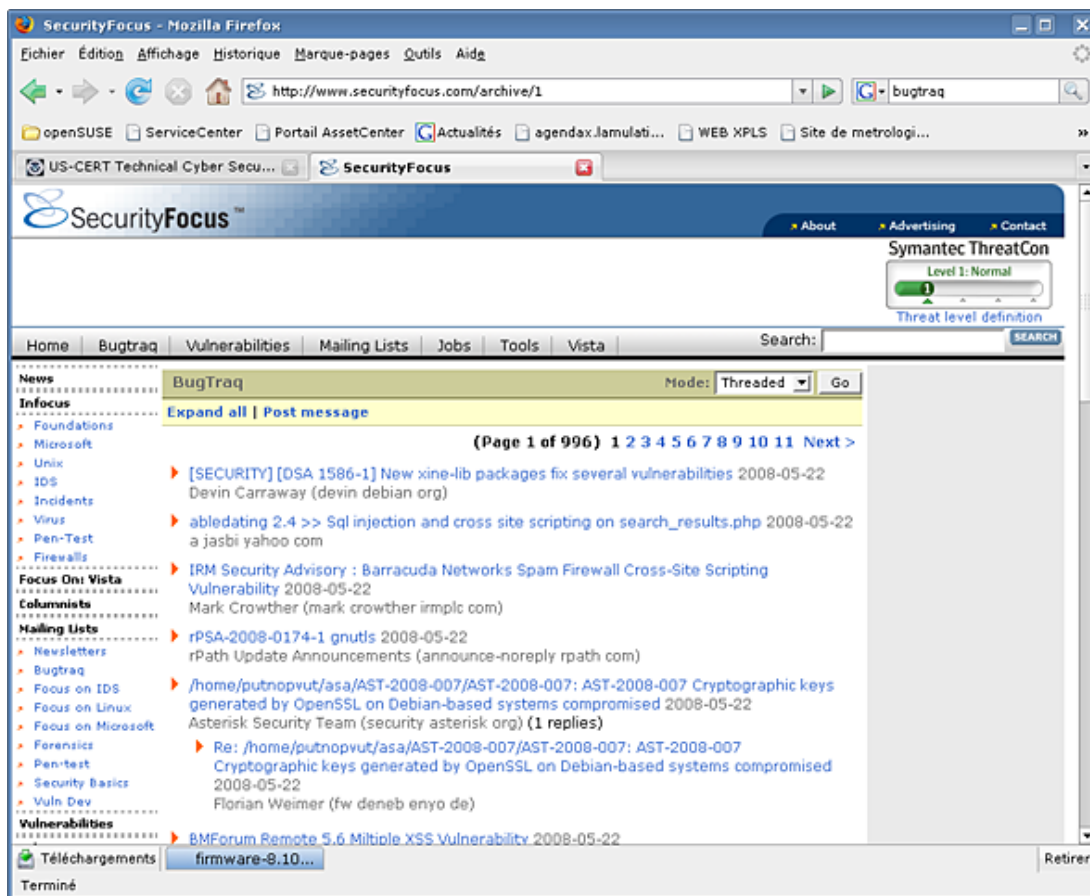 SecurityFocus - Mozilla Firefox
Fichier Édition Affichage Historique Marque-pages Outils Aide
http://www.securityfocus.com/archive/1
bugtraq
openSUSE ServiceCenter Portail AssetCenter Actualités agendax.lamulati... WEB XPLS Site de metrologi... »
US-CERT Technical Cyber Secu... SecurityFocus
SecurityFocus™
About Advertising Contact
Symantec ThreatCon
Level 1: Normal
1
Threat level definition
Home Bugtraq Vulnerabilities Mailing Lists Jobs Tools Vista Search: SEARCH
News
Infocus
Foundations
Microsoft
Unix
IDS
Incidents
Virus
Pen-Test
Firewalls
Focus On: Vista
Columnists
Mailing Lists
Newsletters
Bugtraq
Focus on IDS
Focus on Linux
Focus on Microsoft
Forensics
Pen-test
Security Basics
Vuln Dev
Vulnerabilities
BugTraq Mode: Threaded Go
Expand all | Post message
(Page 1 of 996) 1 2 3 4 5 6 7 8 9 10 11 Next >
[SECURITY] [DSA 1586-1] New xine-lib packages fix several vulnerabilities 2008-05-22
Devin Carraway (devin debian org)
abledating 2.4 >> Sql injection and cross site scripting on search_results.php 2008-05-22
a jasbi yahoo com
IRM Security Advisory : Barracuda Networks Spam Firewall Cross-Site Scripting
Vulnerability 2008-05-22
Mark Crowther (mark crowther irmplc com)
rPSA-2008-0174-1 gnutls 2008-05-22
rPath Update Announcements (announce-noreply rpath com)
/home/putnopvut/asa/AST-2008-007/AST-2008-007: AST-2008-007 Cryptographic keys
generated by OpenSSL on Debian-based systems compromised 2008-05-22
Asterisk Security Team (security asterisk org) (1 replies)
Re: /home/putnopvut/asa/AST-2008-007/AST-2008-007: AST-2008-007
Cryptographic keys generated by OpenSSL on Debian-based systems compromised
2008-05-22
Florian Weimer (fw deneb enyo de)
BMForum Remote 5.6 Miltiple XSS Vulnerability 2008-05-22
Téléchargements firmware-8.10... Retirer
Terminé